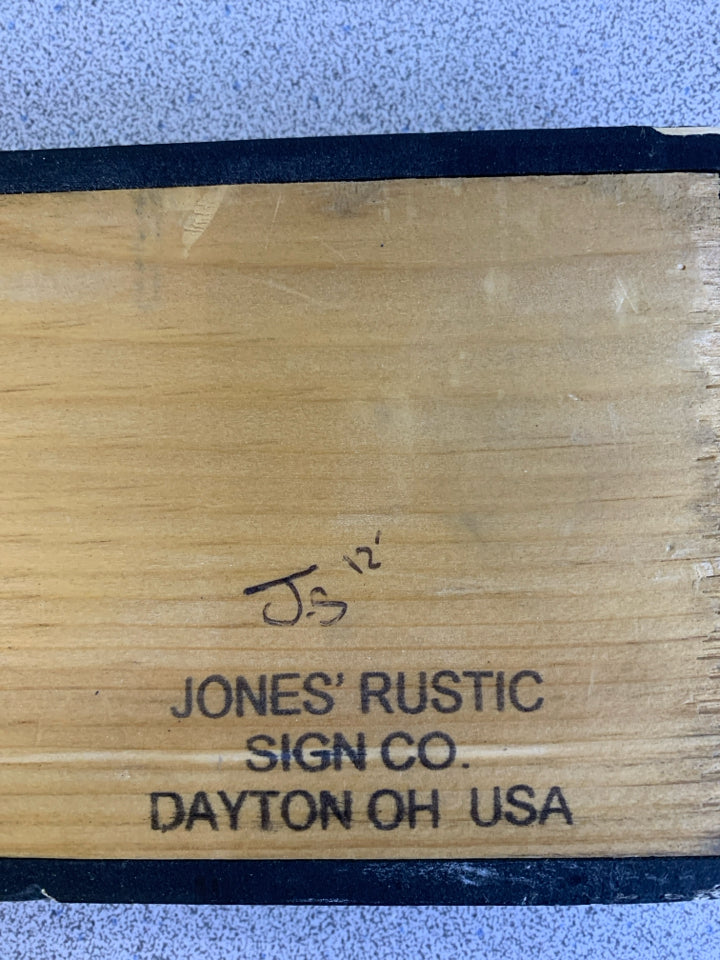 J.S 12'
JONES' RUSTIC
SIGN CO.
DAYTON OH USA